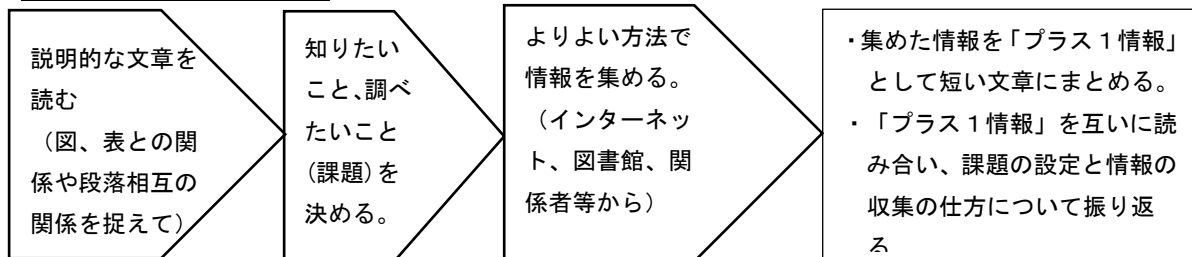 説明的な文章を
読む
(図、表との関
係や段落相互の
関係を捉えて)
知りたい
こと、調べ
たいこと
(課題)を
決める。
よりよい方法で
情報を集める。
(インターネッ
ト、図書館、関
係者等から)
・集めた情報を「プラス1情報」
として短い文章にまとめる。
・「プラス1情報」を互いに読
み合い、課題の設定と情報の
収集の仕方について振り返
る